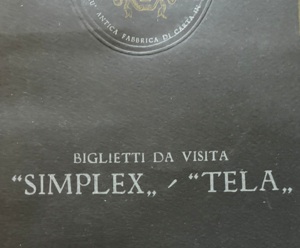 ANTICA FABBRICA DI CARTA
BIGLIETTI DA VISITA
“SIMPLEX„ - “TELA„